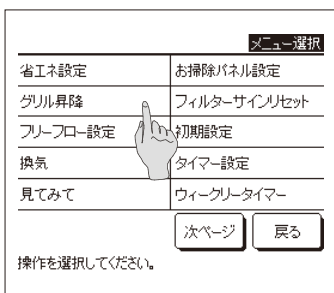 メニュー選択
省エネ設定 お掃除パネル設定
グリル昇降 フィルターサインリセット
フリーフロー設定 初期設定
換気 タイマー設定
見てみて ウィークリータイマー
次ページ 戻る
操作を選択してください。